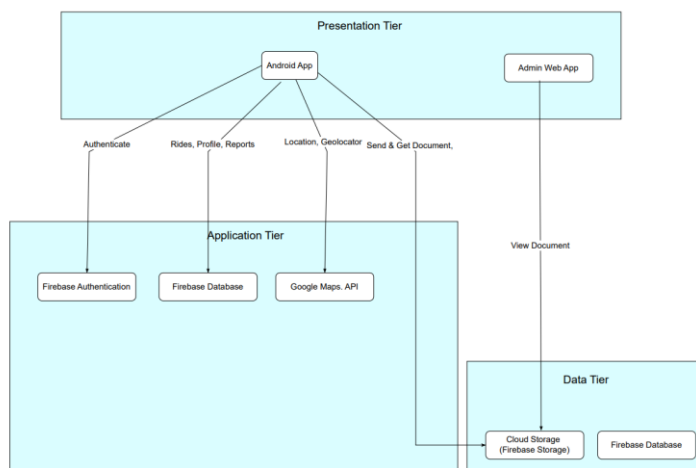 Presentation Tier
Android App
Admin Web App
Authenticate
Rides, Profile, Reports
Location, Geolocator
Send & Get Document,
Application Tier
View Document
Firebase Authentication
Firebase Database
Google Maps. API
Data Tier
Cloud Storage
(Firebase Storage)
Firebase Database